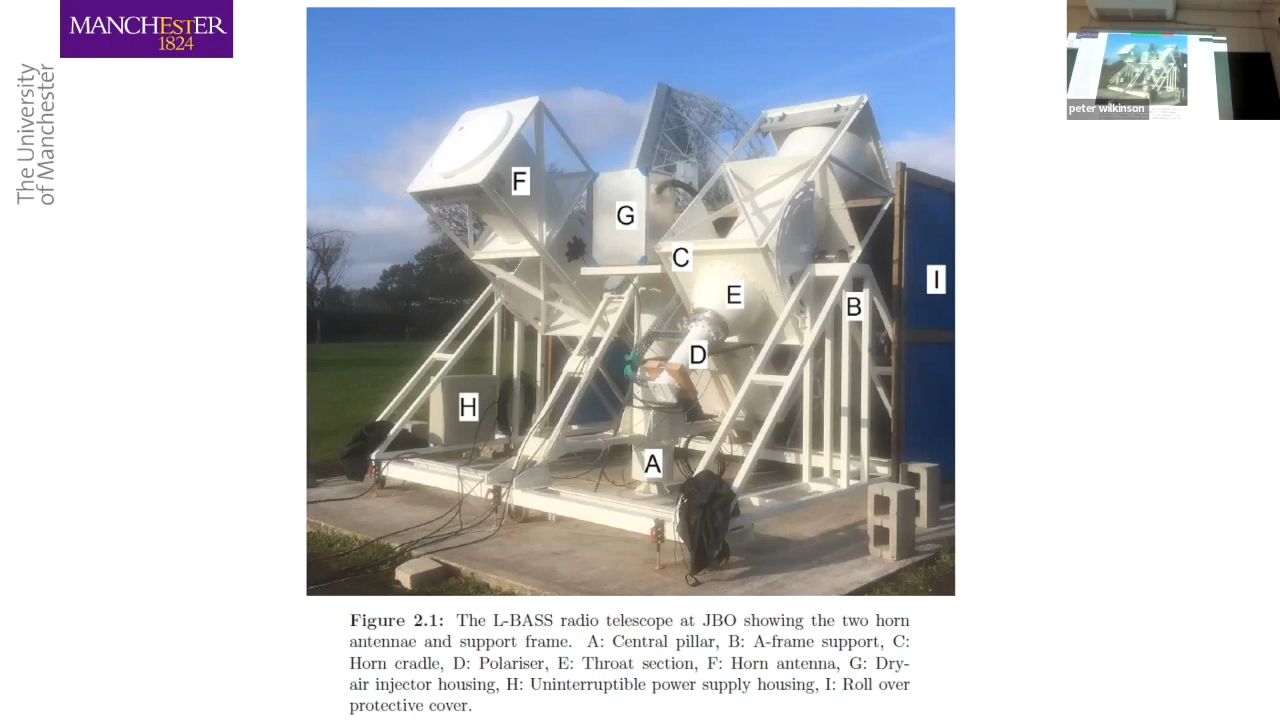 MANCHESTER
1824
The University
of Manchester
peter wilkinson
F
G
C
E
I
B
D
H
A
Figure 2.1: The L-BASS radio telescope at JBO showing the two horn
antennae and support frame. A: Central pillar, B: A-frame support, C:
Horn cradle, D: Polariser, E: Throat section, F: Horn antenna, G: Dry-
air injector housing, H: Uninterruptible power supply housing, I: Roll over
protective cover.